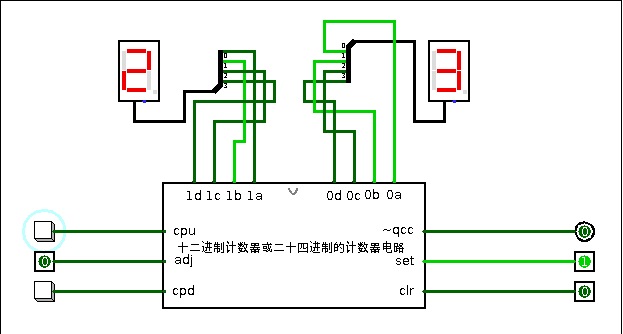 2 0 1 2 3
0 1 2 3 3
1d 1c 1b 1a 0d 0c 0b 0a
cpu ~qcc 0
十二进制计数器或二十四进制的计数器电路
0 adj set 1
cpd clr 0